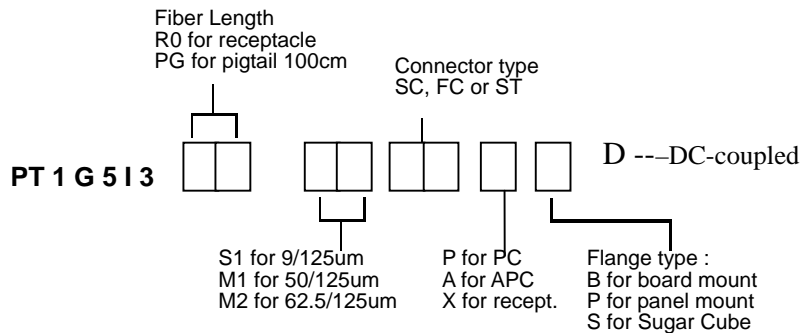 Fiber Length
R0 for receptacle
PG for pigtail 100cm
Connector type
SC, FC or ST
PT 1 G 5 I 3
D --–DC-coupled
S1 for 9/125um
M1 for 50/125um
M2 for 62.5/125um
P for PC
A for APC
X for recept.
Flange type :
B for board mount
P for panel mount
S for Sugar Cube